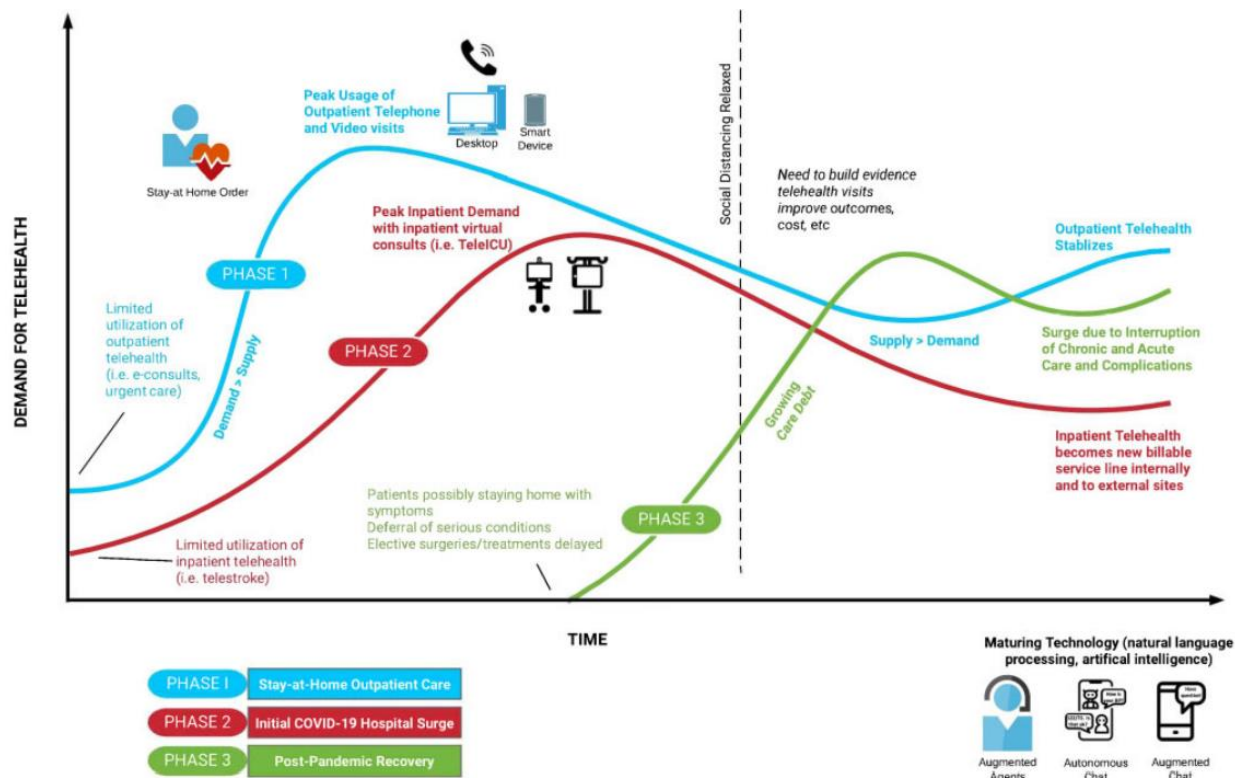 DEMAND FOR TELEHEALTH
Stay-at Home Order
Peak Usage of
Outpatient Telephone
and Video visits
Desktop
Smart
Device
Social Distancing Relaxed
Need to build evidence
telehealth visits
improve outcomes,
cost, etc
Peak Inpatient Demand
with inpatient virtual
consults (i.e. TeleICU)
Outpatient Telehealth
Stablizes
PHASE 1
Limited
utilization of
outpatient
telehealth
(i.e. e-consults,
urgent care)
Demand > Supply
PHASE 2
Supply > Demand
Surge due to Interruption
of Chronic and Acute
Care and Complications
Growing
Care Debt
Inpatient Telehealth
becomes new billable
service line internally
and to external sites
Patients possibly staying home with
symptoms
Deferral of serious conditions
Elective surgeries/treatments delayed
PHASE 3
Limited utilization of
inpatient telehealth
(i.e. telestroke)
TIME
PHASE I Stay-at-Home Outpatient Care
PHASE 2 Initial COVID-19 Hospital Surge
PHASE 3 Post-Pandemic Recovery
Maturing Technology (natural language
processing, artifical intelligence)
Augmented
Agents
Autonomous
Chat
Augmented
Chat